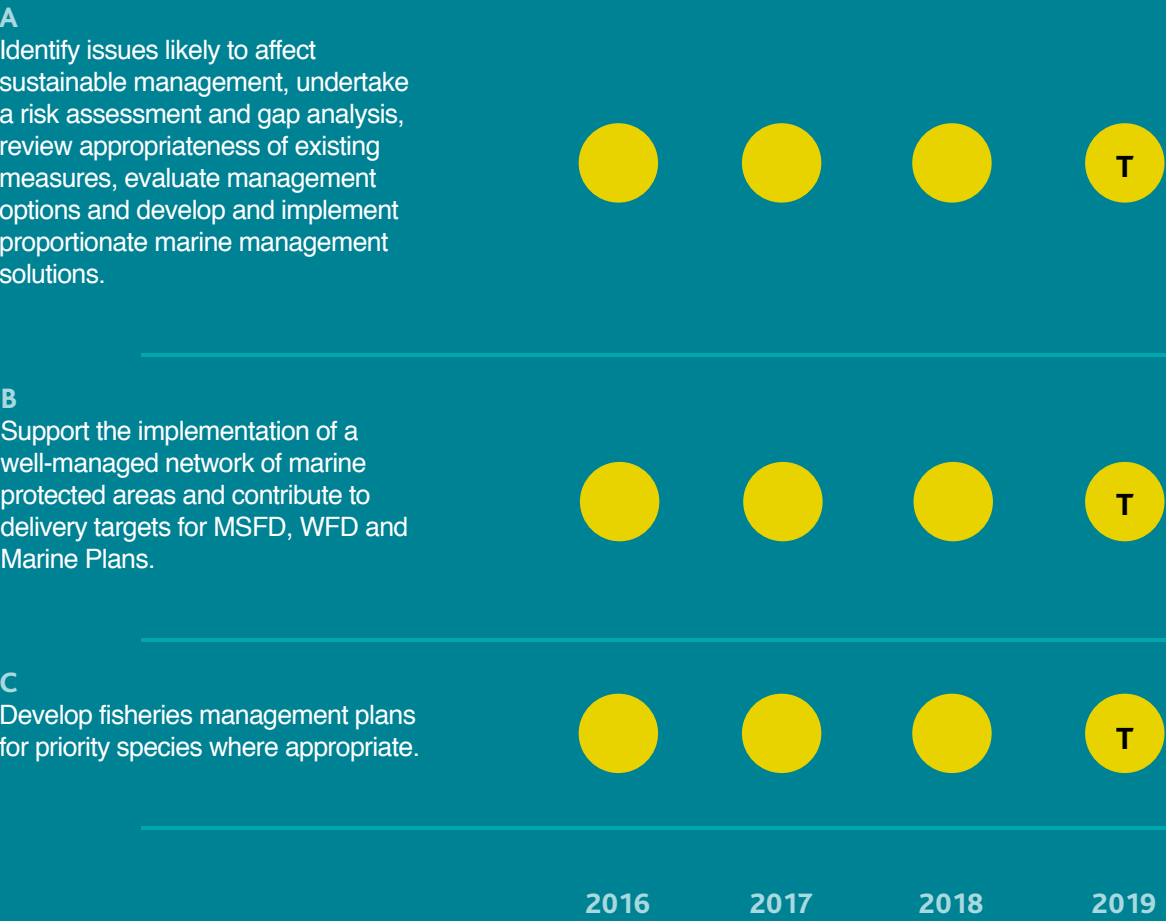 A
Identify issues likely to affect
sustainable management, undertake
a risk assessment and gap analysis,
review appropriateness of existing
measures, evaluate management
options and develop and implement
proportionate marine management
solutions.
T
B
Support the implementation of a
well-managed network of marine
protected areas and contribute to
delivery targets for MSFD, WFD and
Marine Plans.
T
C
Develop fisheries management plans
for priority species where appropriate.
T
2016 2017 2018 2019